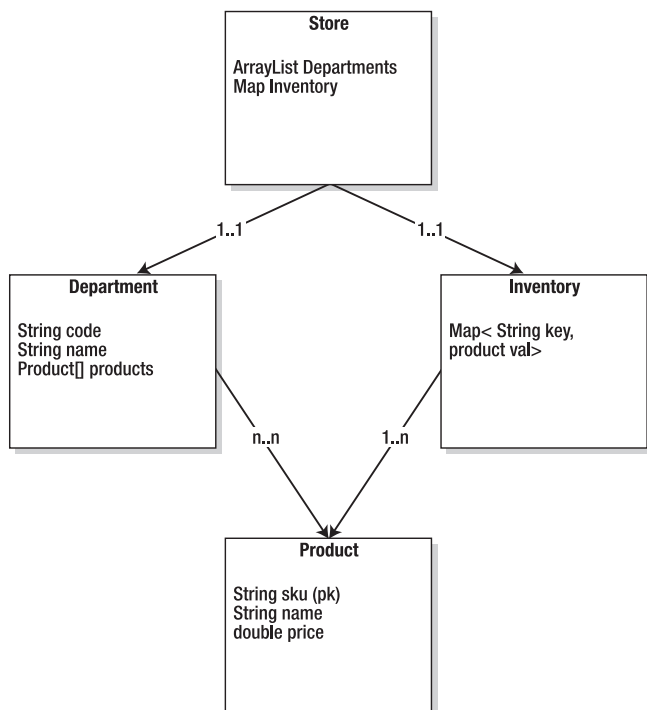 Store
ArrayList Departments
Map Inventory
1..1
1..1
Department
String code
String name
Product[] products
Inventory
Map< String key,
product val>
n..n
1..n
Product
String sku (pk)
String name
double price